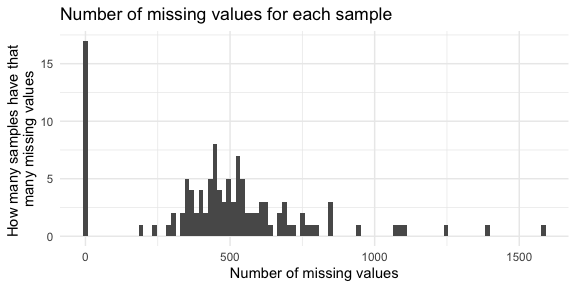 Number of missing values for each sample
How many samples have that
many missing values
15
10
5
0
0
500
1000
1500
Number of missing values